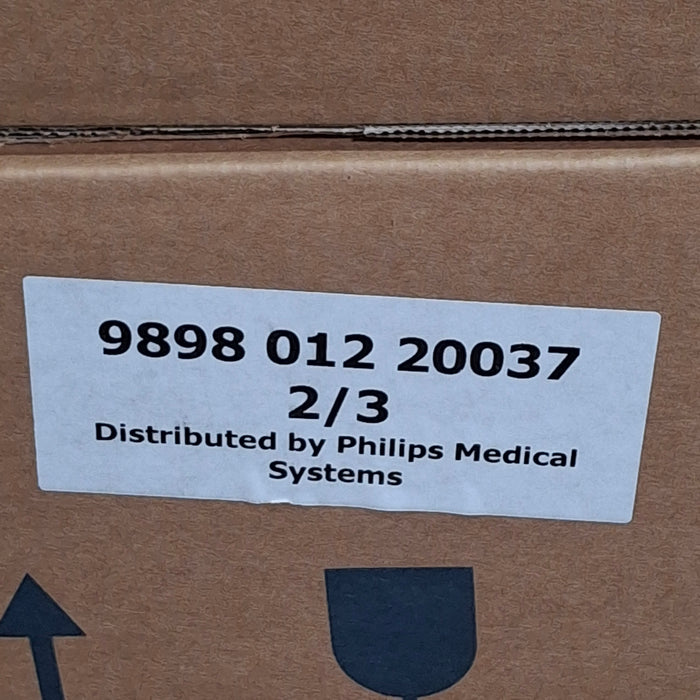 9898 012 20037
2/3
Distributed by Philips Medical
Systems